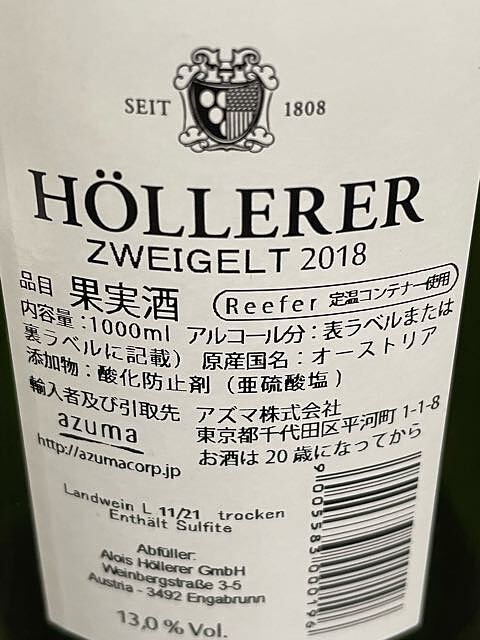 SEIT 1808
HÖLLERER
ZWEIGELT 2018
品目 果実酒 Reefer 定温コンテナー使用
内容量:1000ml アルコール分:表ラベルまたは
裏ラベルに記載) 原産国名:オーストリア
添加物:酸化防止剤(亜硫酸塩)
輸入者及び引取先 アズマ株式会社
azuma 東京都千代田区平河町 1-1-8
http://azumacorp.jp お酒は20歳になってから
Landwein L 11/21 trocken
Enthält Sulfite
Abfüller:
Alois Höllerer GmbH
Weinbergstraße 3-5
Austria - 3492 Engabrunn
13,0 % Vol.
9005583000196